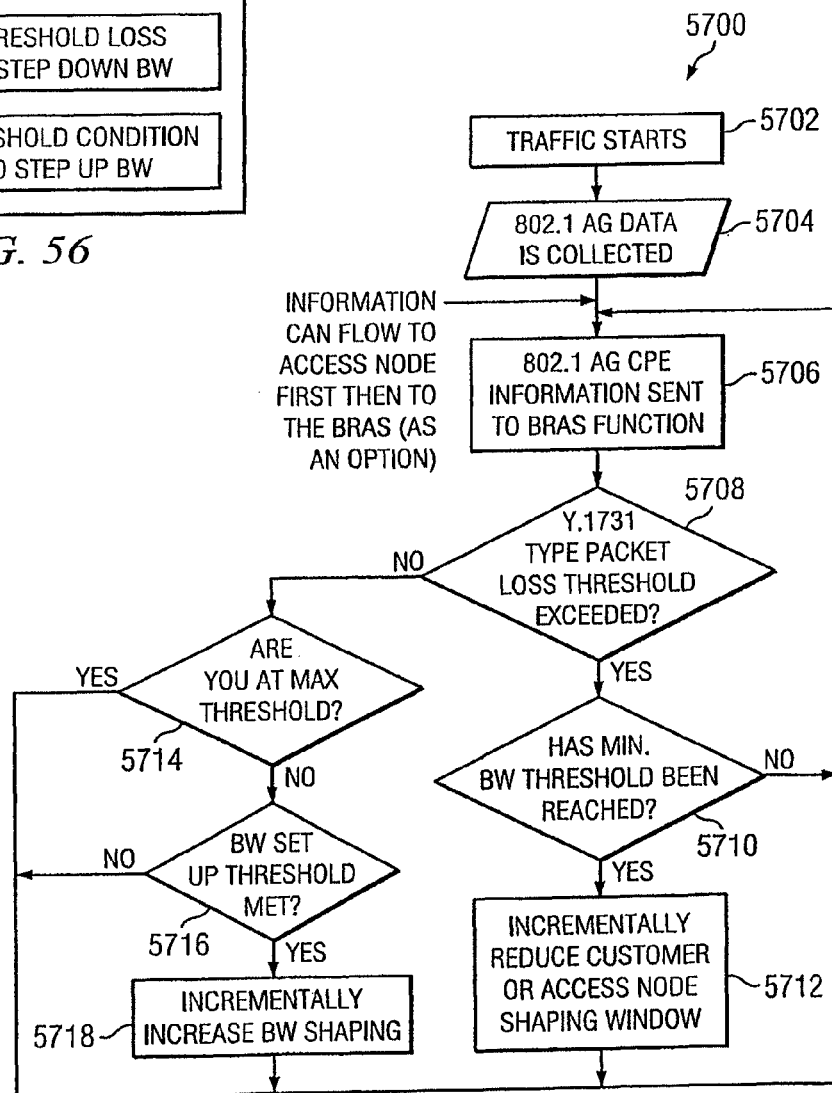 RESHOLD LOSS
STEP DOWN BW
SHOLD CONDITION
STEP UP BW
G. 56
5700
TRAFFIC STARTS
5702
802.1 AG DATA
IS COLLECTED
5704
INFORMATION
CAN FLOW TO
ACCESS NODE
FIRST THEN TO
THE BRAS (AS
AN OPTION)
802.1 AG CPE
INFORMATION SENT
TO BRAS FUNCTION
5706
Y.1731
TYPE PACKET
LOSS THRESHOLD
EXCEEDED?
5708
NO
YES
ARE
YOU AT MAX
THRESHOLD?
5714
YES
NO
HAS MIN.
BW THRESHOLD BEEN
REACHED?
5710
NO
YES
BW SET
UP THRESHOLD
MET?
5716
NO
YES
INCREMENTALLY
REDUCE CUSTOMER
OR ACCESS NODE
SHAPING WINDOW
5712
INCREMENTALLY
INCREASE BW SHAPING
5718